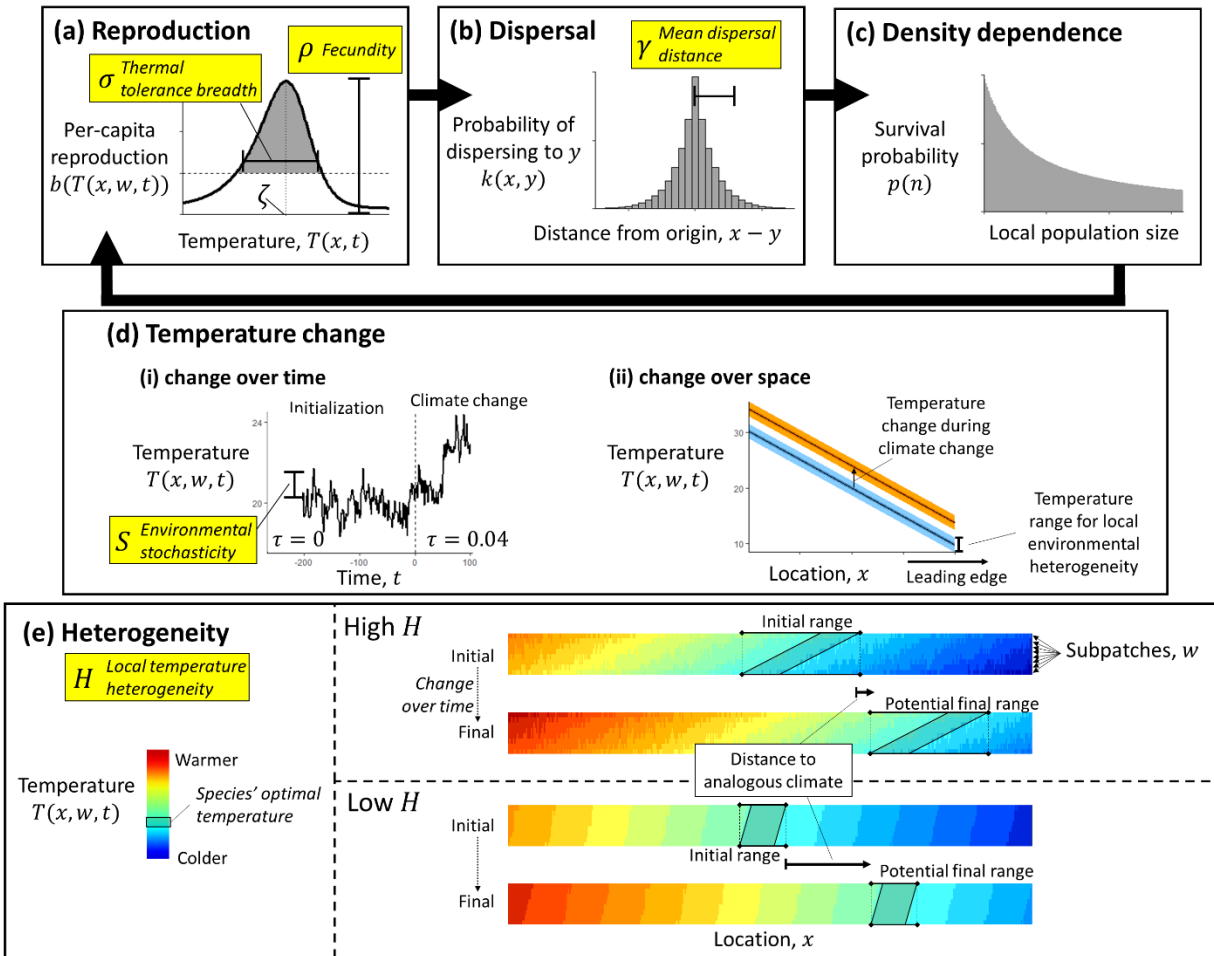 (a) Reproduction
ρ Fecundity
σ Thermal
tolerance breadth
Per-capita
reproduction
b(T(x, w, t))
ζ
Temperature, T(x, t)
(b) Dispersal
γ Mean dispersal
distance
Probability of
dispersing to y
k(x, y)
Distance from origin, x − y
(c) Density dependence
Survival
probability
p(n)
Local population size
(d) Temperature change
(i) change over time
Initialization
Climate change
24
20
Temperature
T(x, w, t)
S Environmental
stochasticity
τ = 0
τ = 0.04
-200
-100
0
100
Time, t
(ii) change over space
30
20
10
Temperature
T(x, w, t)
Temperature
change during
climate change
Temperature
range for local
environmental
heterogeneity
Location, x
Leading edge
(e) Heterogeneity
H Local temperature
heterogeneity
Temperature
T(x, w, t)
Warmer
Species' optimal
temperature
Colder
High H
Initial range
Initial
Subpatches, w
Change
over time
Potential final range
Final
Distance to
analogous climate
Low H
Initial
Initial range
Potential final range
Final
Location, x